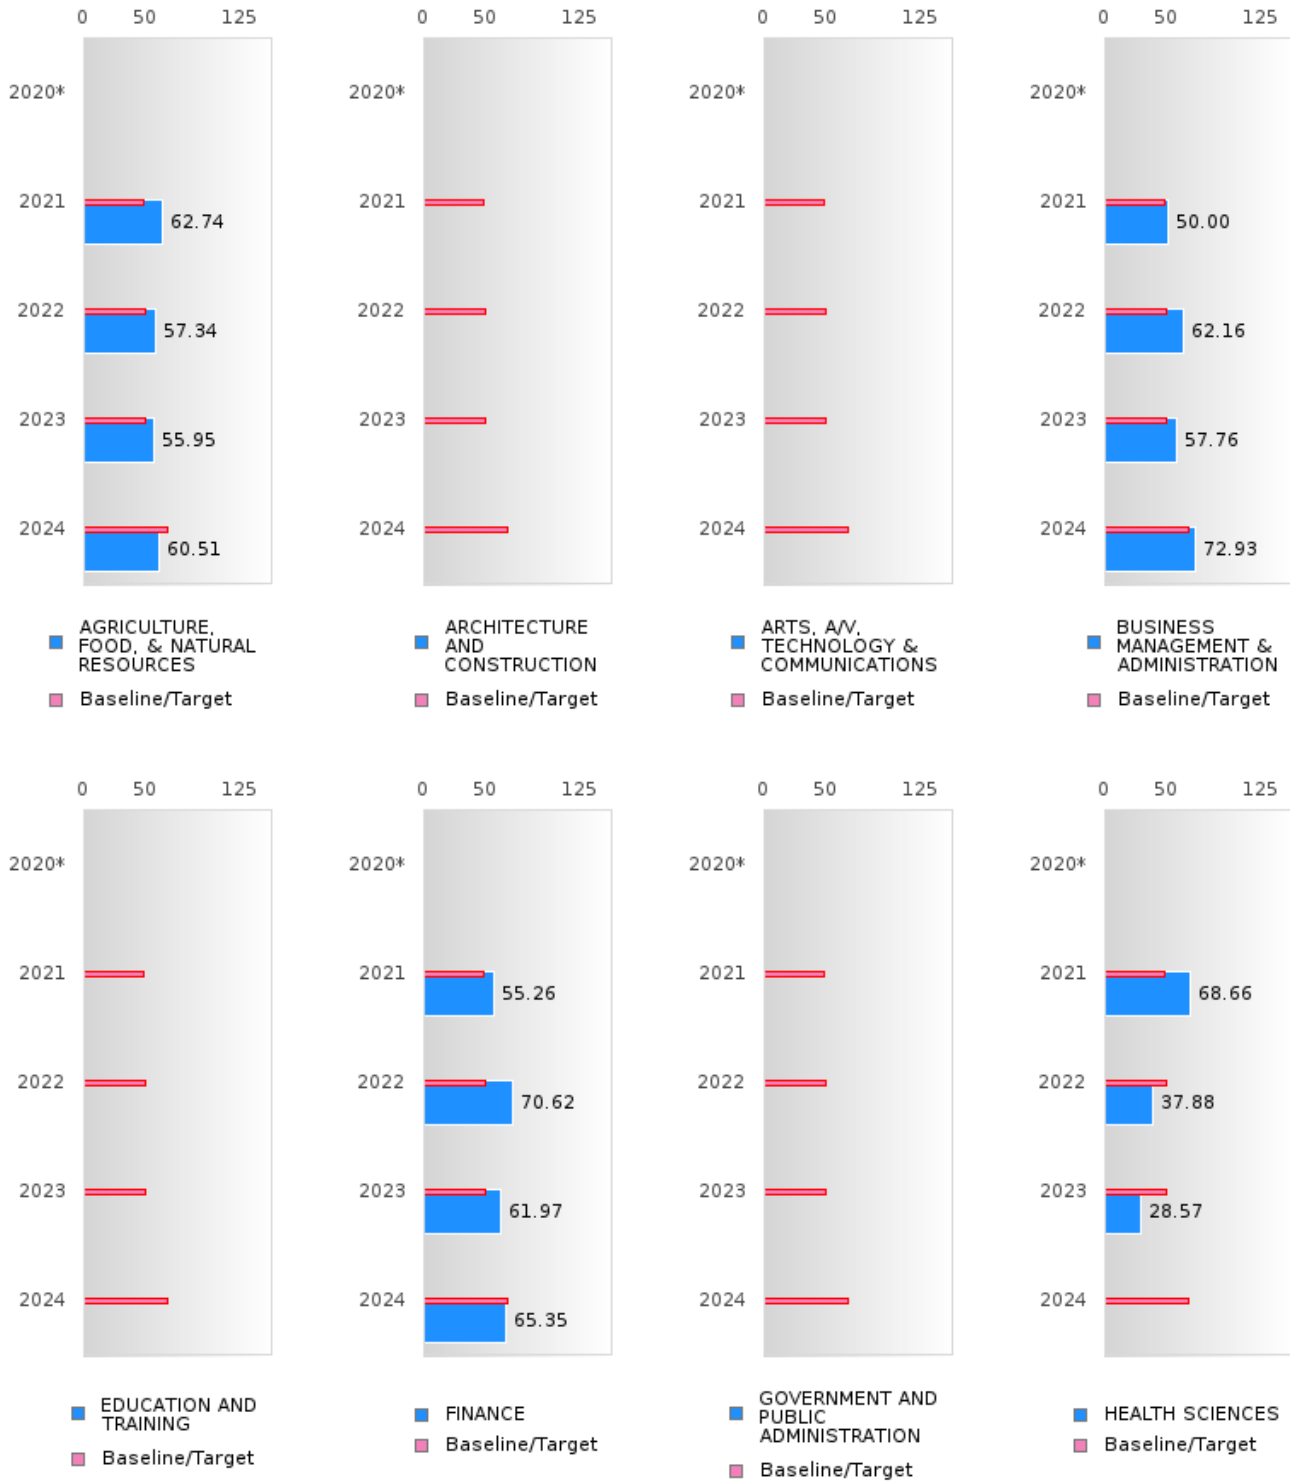 0 50 125
0 50 125
0 50 125
0 50 125
2020*
2020*
2020*
2020*
2021
62.74
2021
2021
2021
50.00
2022
57.34
2022
2022
2022
62.16
2023
55.95
2023
2023
2023
57.76
2024
60.51
2024
2024
2024
72.93
AGRICULTURE,
FOOD, & NATURAL
RESOURCES
Baseline/Target
ARCHITECTURE
AND
CONSTRUCTION
Baseline/Target
ARTS, A/V,
TECHNOLOGY &
COMMUNICATIONS
Baseline/Target
BUSINESS
MANAGEMENT &
ADMINISTRATION
Baseline/Target
0 50 125
0 50 125
0 50 125
0 50 125
2020*
2020*
2020*
2020*
2021
2021
55.26
2021
2021
68.66
2022
2022
70.62
2022
2022
37.88
2023
2023
61.97
2023
2023
28.57
2024
2024
65.35
2024
2024
EDUCATION AND
TRAINING
Baseline/Target
FINANCE
Baseline/Target
GOVERNMENT AND
PUBLIC
ADMINISTRATION
Baseline/Target
HEALTH SCIENCES
Baseline/Target